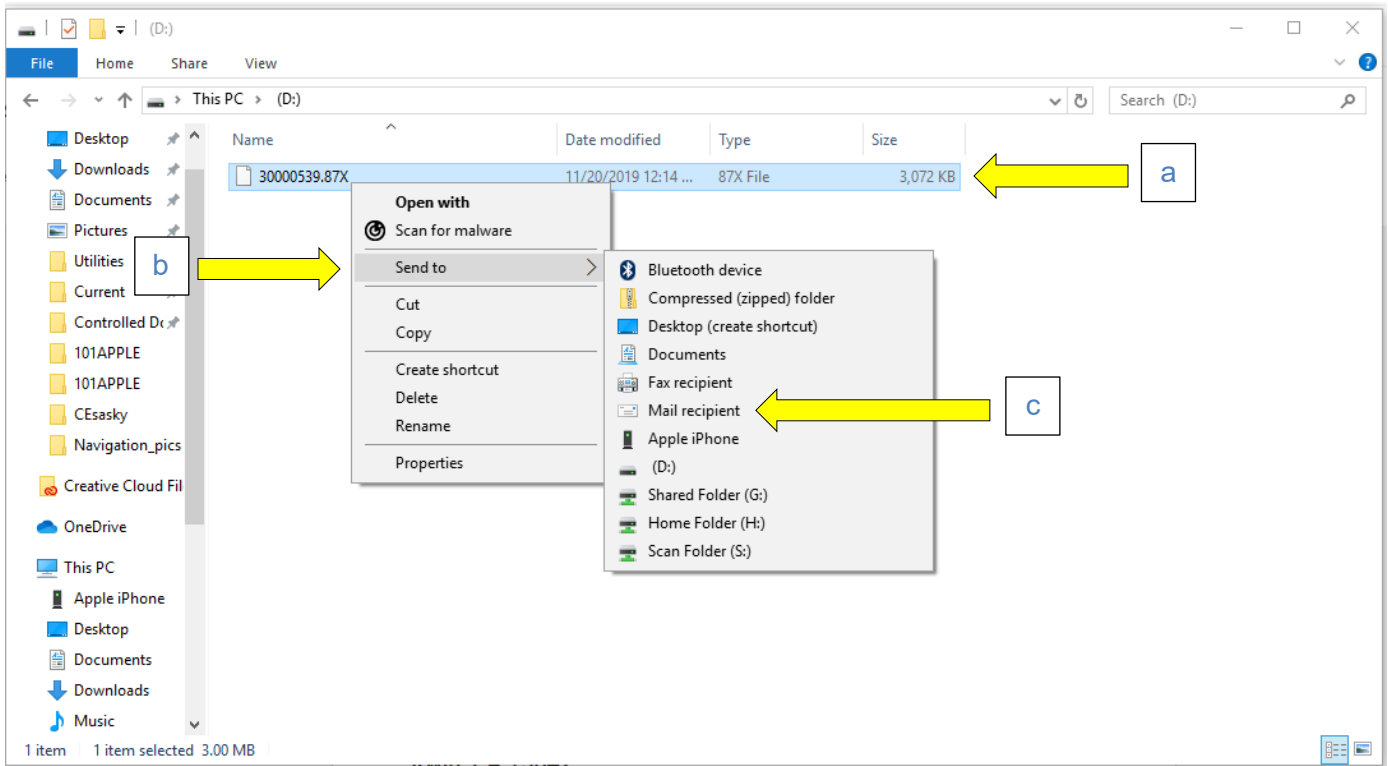 (D:)
File Home Share View
This PC > (D:)
Search (D:)
Name Date modified Type Size
30000539.87X 11/20/2019 12:14 ... 87X File 3,072 KB
a
Desktop
Downloads
Documents
Pictures
Utilities
Current
Controlled Dc
101APPLE
101APPLE
CEsasky
Navigation_pics
Creative Cloud Fil
OneDrive
This PC
Apple iPhone
Desktop
Documents
Downloads
Music
b
Open with
Scan for malware
Send to
Cut
Copy
Create shortcut
Delete
Rename
Properties
Bluetooth device
Compressed (zipped) folder
Desktop (create shortcut)
Documents
Fax recipient
Mail recipient
Apple iPhone
(D:)
Shared Folder (G:)
Home Folder (H:)
Scan Folder (S:)
c
1 item 1 item selected 3.00 MB